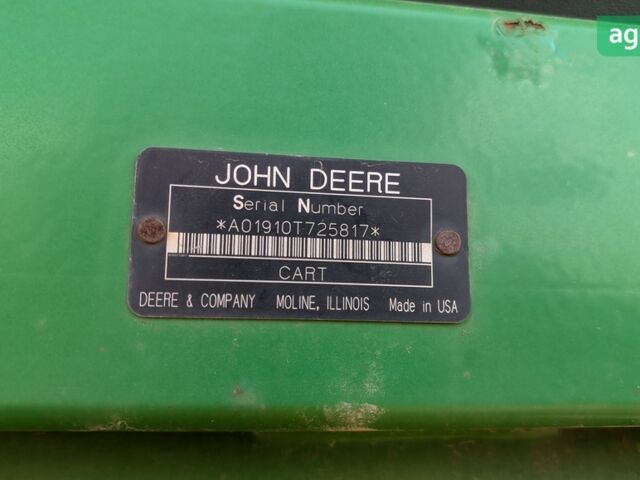 ag
JOHN DEERE
Serial Number
*A01910T725817*
CART
DEERE & COMPANY MOLINE, ILLINOIS Made in USA